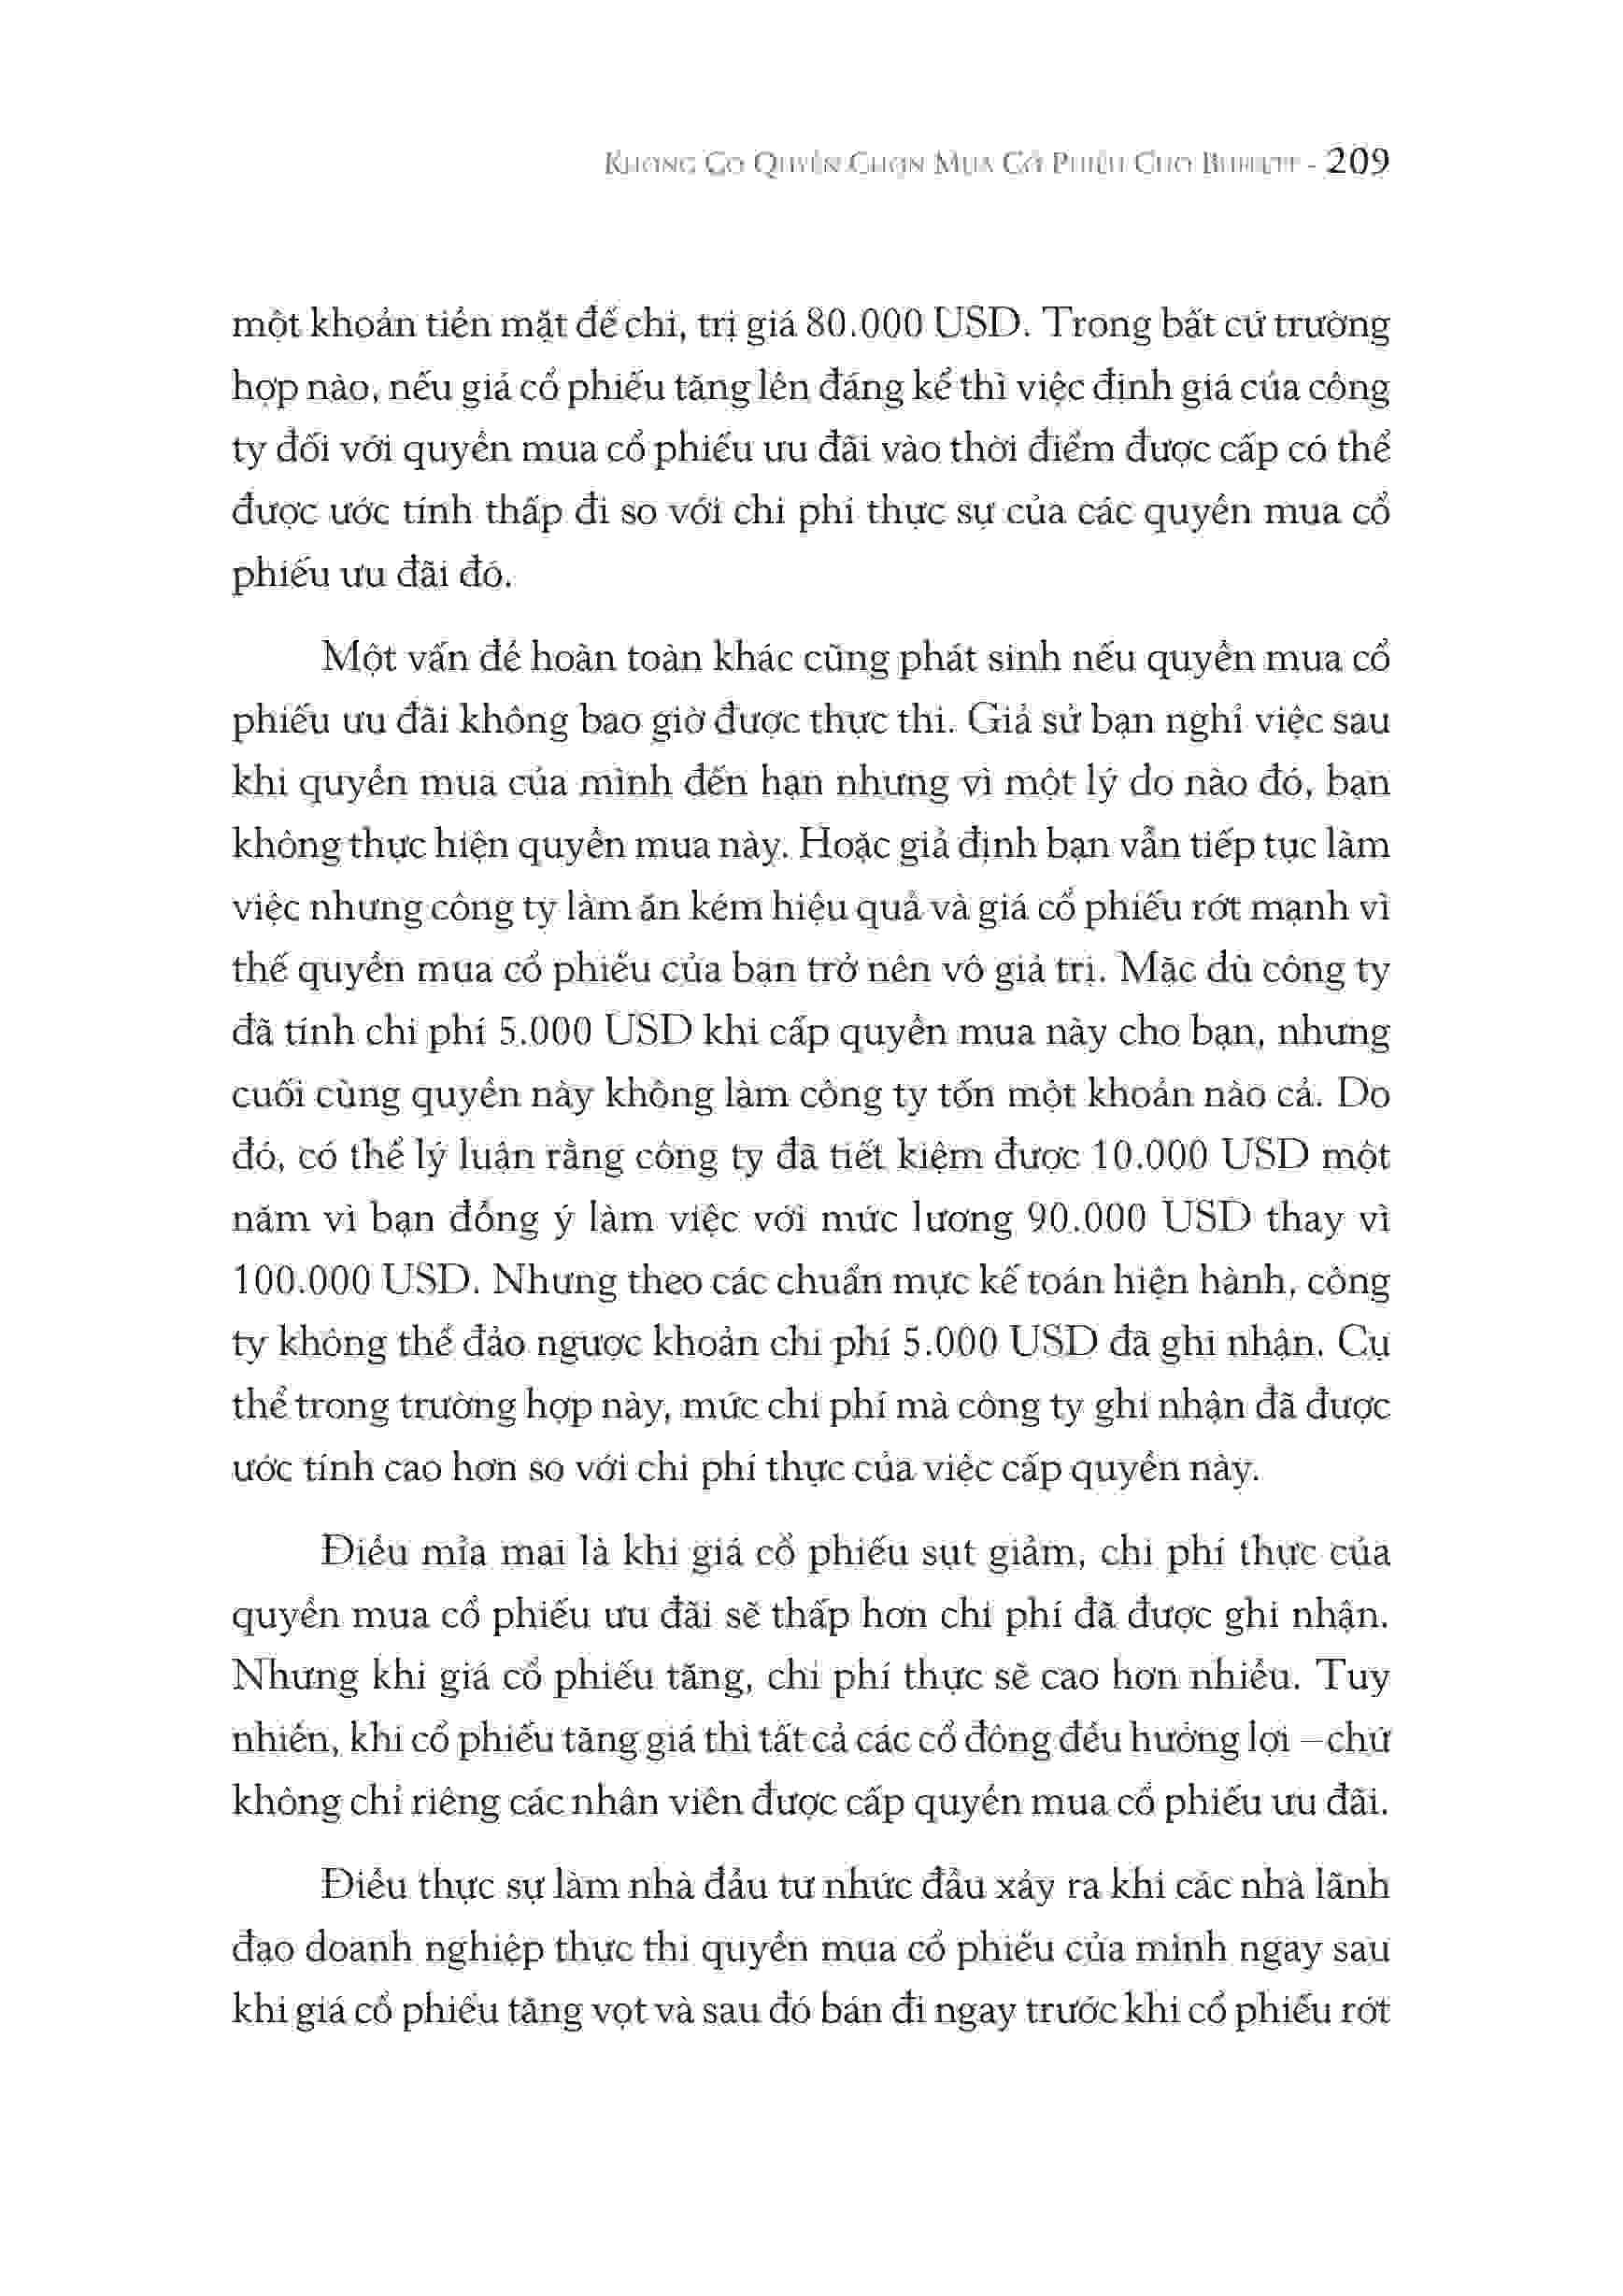 KHÔNG CÓ QUYỀN CHỌN MUA CỔ PHIẾU CHO BUFFETT - 209
một khoản tiền mặt để chi, trị giá 80.000 USD. Trong bất cứ trường
hợp nào, nếu giá cổ phiếu tăng lên đáng kể thì việc định giá của công
ty đối với quyền mua cổ phiếu ưu đãi vào thời điểm được cấp có thể
được ước tính thấp đi so với chi phí thực sự của các quyền mua cổ
phiếu ưu đãi đó.
Một vấn đề hoàn toàn khác cũng phát sinh nếu quyền mua cổ
phiếu ưu đãi không bao giờ được thực thi. Giả sử bạn nghỉ việc sau
khi quyền mua của mình đến hạn nhưng vì một lý do nào đó, bạn
không thực hiện quyền mua này. Hoặc giả định bạn vẫn tiếp tục làm
việc nhưng công ty làm ăn kém hiệu quả và giá cổ phiếu rớt mạnh vì
thế quyền mua cổ phiếu của bạn trở nên vô giá trị. Mặc dù công ty
đã tính chi phí 5.000 USD khi cấp quyền mua này cho bạn, nhưng
cuối cùng quyền này không làm công ty tốn một khoản nào cả. Do
đó, có thể lý luận rằng công ty đã tiết kiệm được 10.000 USD một
năm vì bạn đồng ý làm việc với mức lương 90.000 USD thay vì
100.000 USD. Nhưng theo các chuẩn mực kế toán hiện hành, công
ty không thể đảo ngược khoản chi phí 5.000 USD đã ghi nhận. Cụ
thể trong trường hợp này, mức chi phí mà công ty ghi nhận đã được
ước tính cao hơn so với chi phí thực của việc cấp quyền này.
Điều mỉa mai là khi giá cổ phiếu sụt giảm, chi phí thực của
quyền mua cổ phiếu ưu đãi sẽ thấp hơn chi phí đã được ghi nhận.
Nhưng khi giá cổ phiếu tăng, chi phí thực sẽ cao hơn nhiều. Tuy
nhiên, khi cổ phiếu tăng giá thì tất cả các cổ đông đều hưởng lợi – chứ
không chỉ riêng các nhân viên được cấp quyền mua cổ phiếu ưu đãi.
Điều thực sự làm nhà đầu tư nhức đầu xảy ra khi các nhà lãnh
đạo doanh nghiệp thực thi quyền mua cổ phiếu của mình ngay sau
khi giá cổ phiếu tăng vọt và sau đó bán đi ngay trước khi cổ phiếu rớt